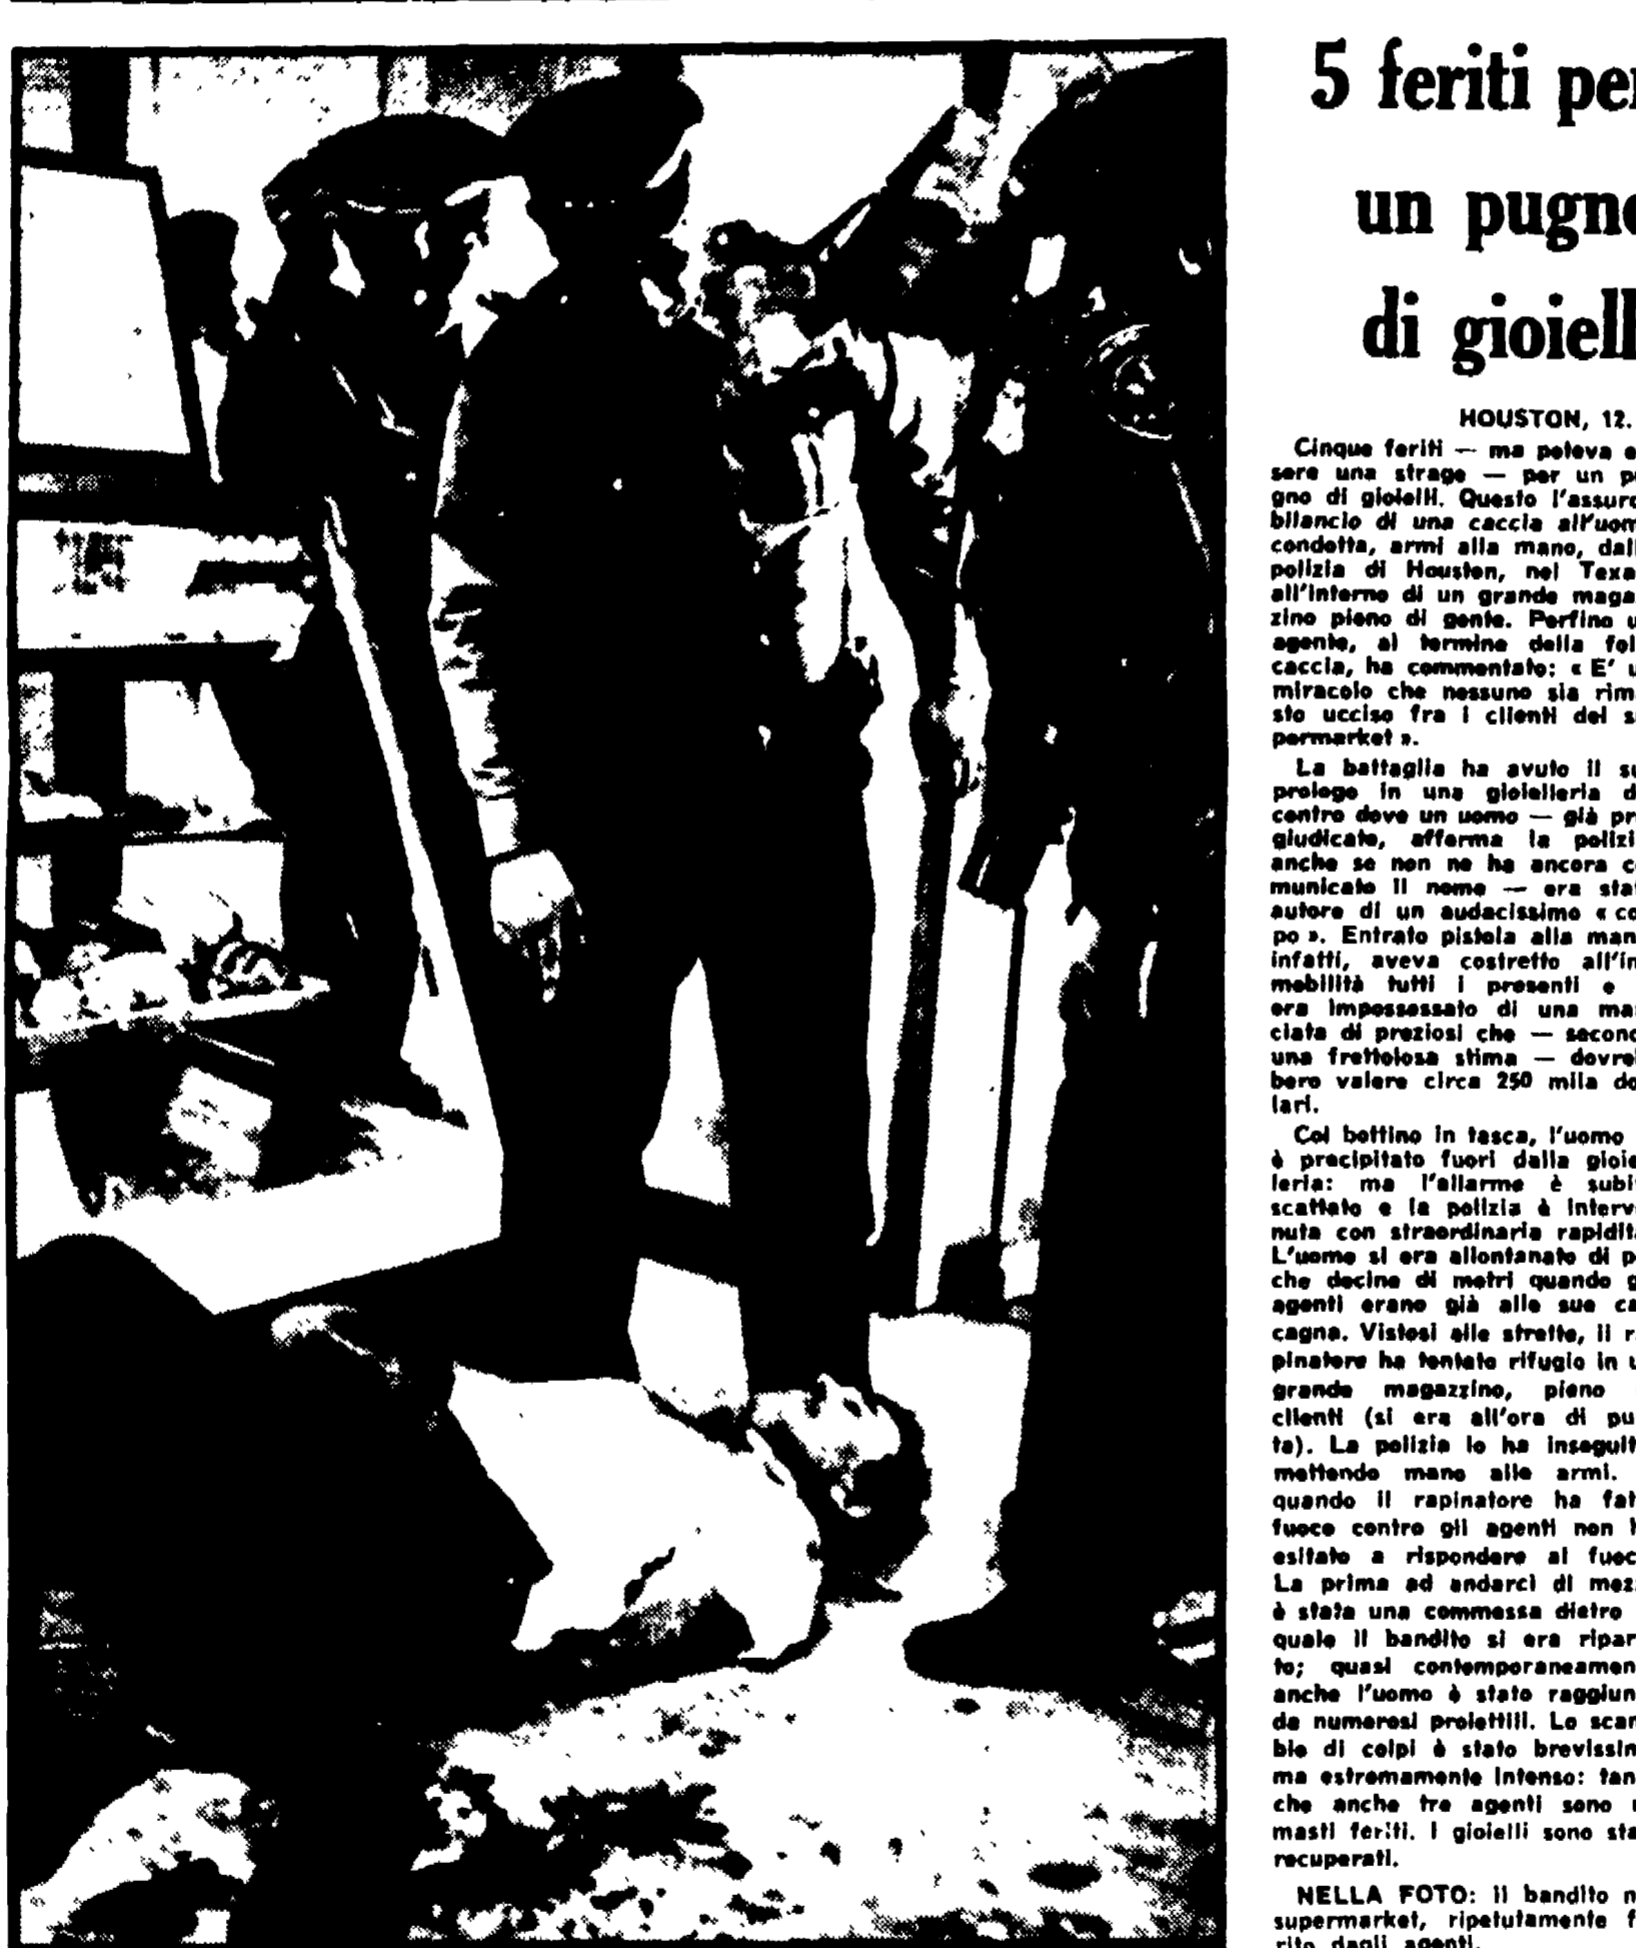 5 feriti per
un pugno
di gioiell
HOUSTON, 12.
Cinque feriti — ma poteva e
sere una strage — per un p
gno di gioielli. Questo l'assur
bilancio di una caccia all'uom
condotta, armi alla mano, dal
polizia di Houston, nel Texa
all'interno di un grande maga
zino pieno di gente. Perfino u
agente, al termine della fol
caccia, ha commentato: « E' u
miracolo che nessuno sia rima
sto ucciso fra i clienti del s
permarket ».
La battaglia ha avuto il su
prologo in una gioielleria d
centro dove un uomo — già pr
giudicato, afferma la polizi
anche se non ne ha ancora c
municato il nome — era stat
autore di un audacissimo « co
po ». Entrato pistola alla man
infatti, aveva costretto all'in
mobilità tutti i presenti e
era impossessato di una man
ciata di preziosi che — second
una frettolosa stima — dovreb
bero valere circa 250 mila do
lari.
Col bottino in tasca, l'uomo
è precipitato fuori dalla gioie
leria: ma l'allarme è subit
scattato e la polizia è interve
nuta con straordinaria rapidità
L'uomo si era allontanato di p
che decine di metri quando g
agenti erano già alle sue ca
cagna. Vistosi alle strette, il r
pinatore ha tentato rifugio in u
grande magazzino, pieno
clienti (si era all'ora di pu
ta). La polizia lo ha inseguit
mettendo mano alle armi.
quando il rapinatore ha fat
fuoco contro gli agenti non h
esitato a rispondere al fuoc
La prima ad andarci di mez
è stata una commessa dietro
quale il bandito si era ripar
to; quasi contemporaneamen
anche l'uomo è stato raggiun
da numerosi proiettili. Lo scam
bio di colpi è stato brevissim
ma estremamente intenso: tan
che anche tre agenti sono r
masti feriti. I gioielli sono sta
recuperati.
NELLA FOTO: il bandito n
supermarket, ripetutamente f
rito dagli agenti.